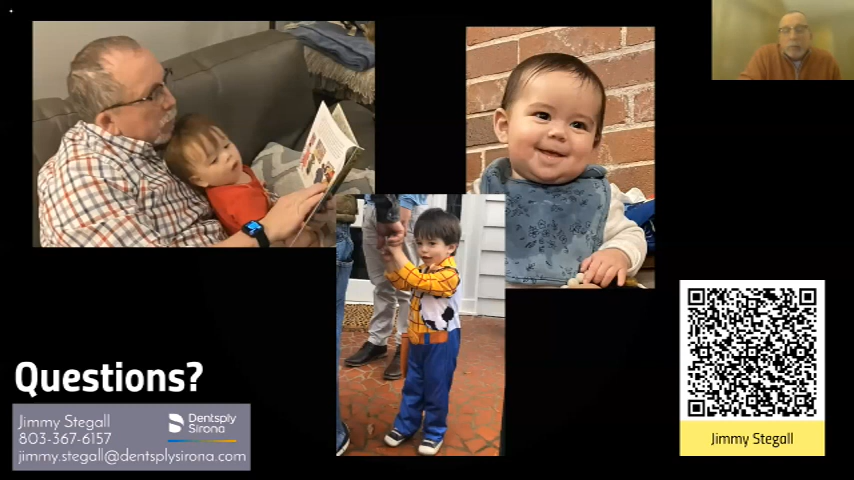 Questions?
Jimmy Stegall
803-367-6157
jimmy.stegall@dentsplysirona.com
Dentsply
Sirona
Jimmy Stegall